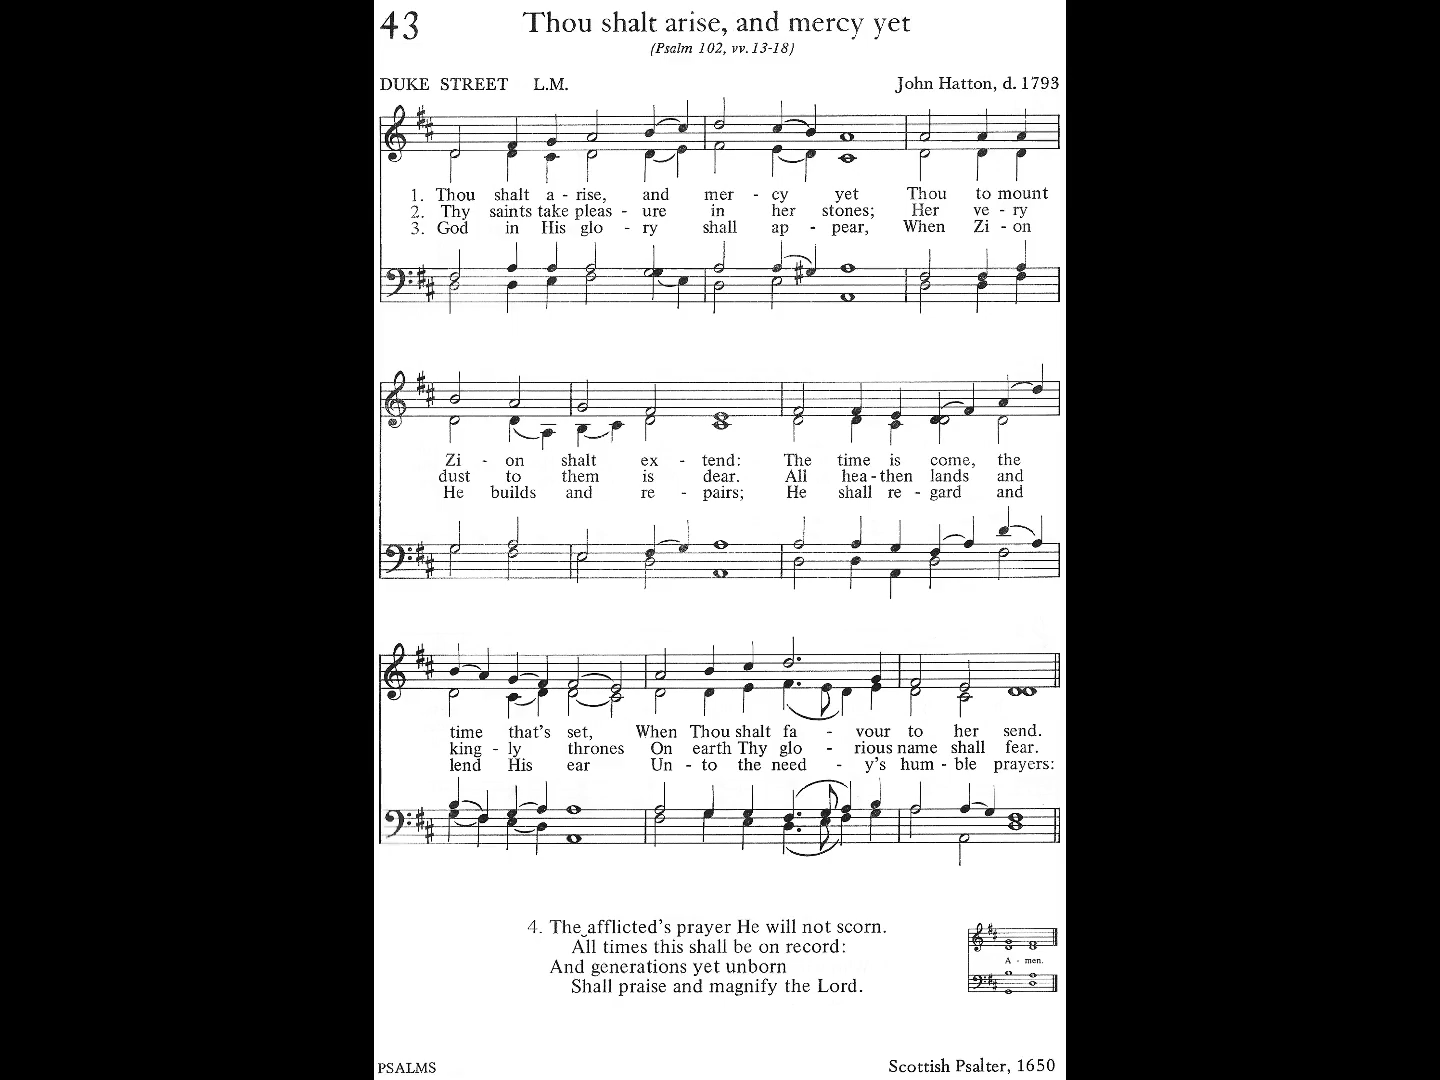 43
Thou shalt arise, and mercy yet
(Psalm 102, vv. 13-18)
DUKE STREET L.M.
John Hatton, d. 1793
1. Thou shalt a - rise, and mer - cy yet Thou to mount
2. Thy saints take pleas - ure in her stones; Her ve - ry
3. God in His glo - ry shall ap - pear, When Zi - on
Zi - on shalt ex - tend: The time is come, the
dust to them is dear. All hea - then lands and
He builds and re - pairs; He shall re - gard and
time that's set, When Thou shalt fa - vour to her send.
king - ly thrones On earth Thy glo - rious name shall fear.
lend His ear Un - to the need - y's hum - ble prayers:
4. The‿afflicted's prayer He will not scorn.
All times this shall be on record:
And generations yet unborn
Shall praise and magnify the Lord.
A - men.
PSALMS
Scottish Psalter, 1650